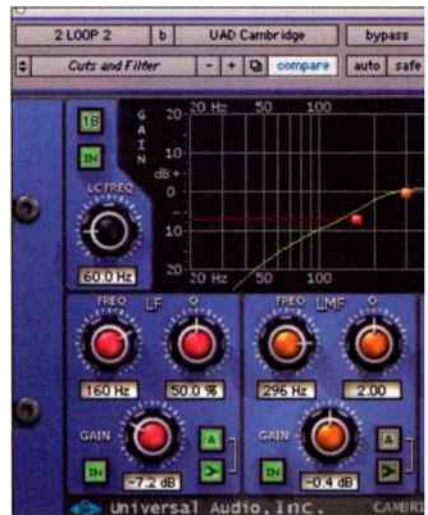 2 LOOP 2 b UAD Cambridge bypass
Cuts and Filter - + compare auto safe
18
IN
GAIN
dB
20 20 Hz 50 100
10
0
10
20 20 Hz 50 100
LC FREQ
60.0 Hz
FREQ LF Q
160 Hz 50.0 %
GAIN A
IN
-7.2 dB
FREQ LMF Q
296 Hz 2.00
GAIN A
IN
-0.4 dB
Universal Audio, Inc. CAMBRI